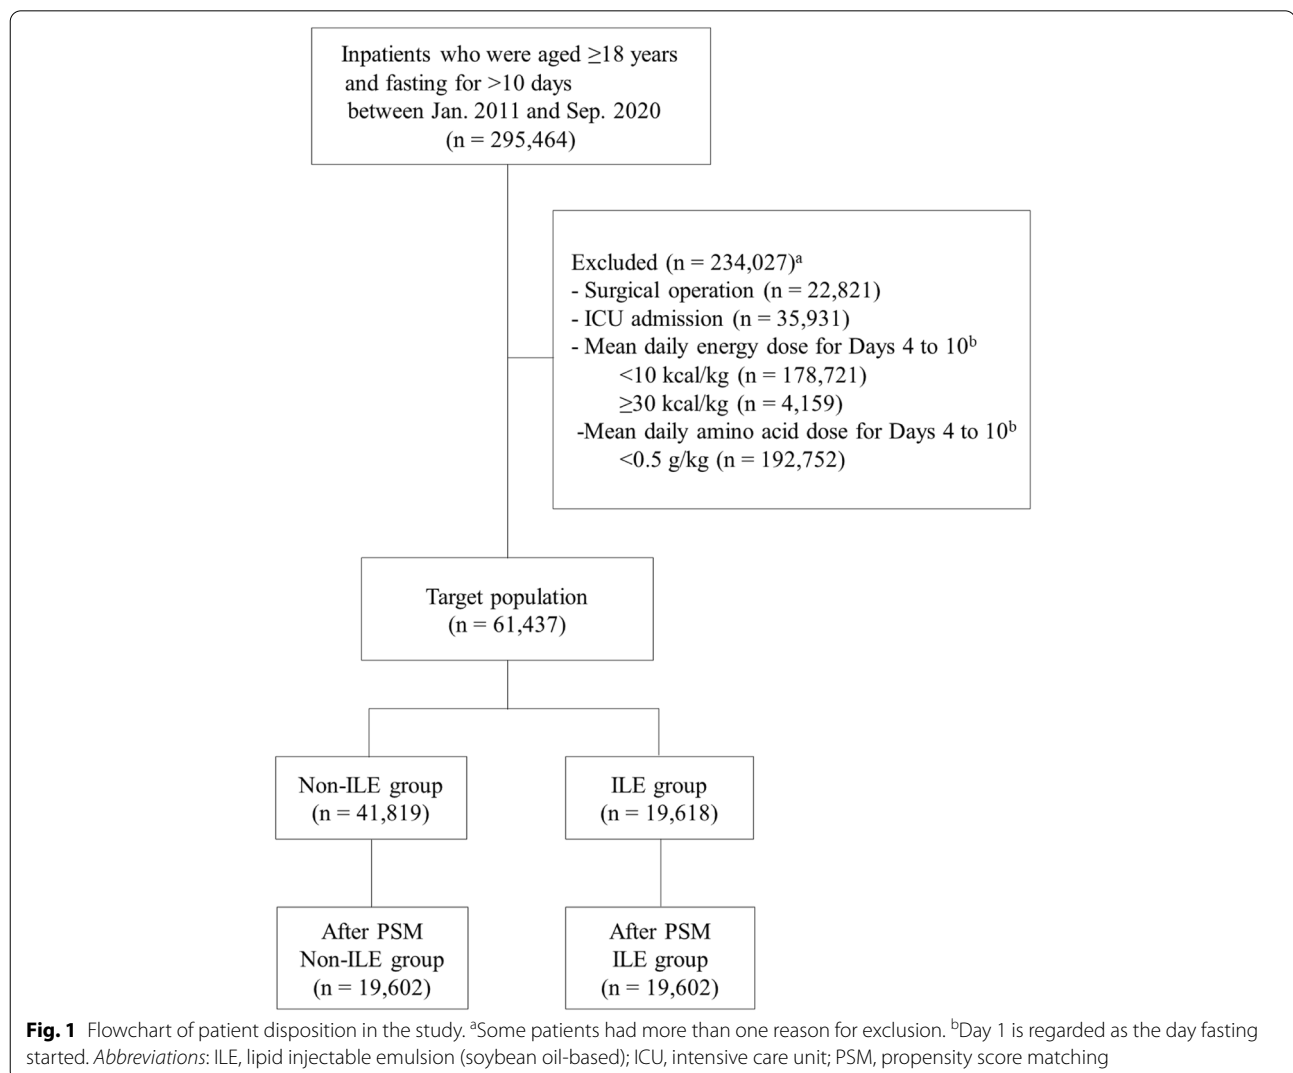 Inpatients who were aged ≥18 years
and fasting for >10 days
between Jan. 2011 and Sep. 2020
(n = 295,464)
Excluded (n = 234,027)ᵃ
- Surgical operation (n = 22,821)
- ICU admission (n = 35,931)
- Mean daily energy dose for Days 4 to 10ᵇ
<10 kcal/kg (n = 178,721)
≥30 kcal/kg (n = 4,159)
-Mean daily amino acid dose for Days 4 to 10ᵇ
<0.5 g/kg (n = 192,752)
Target population
(n = 61,437)
Non-ILE group
(n = 41,819)
ILE group
(n = 19,618)
After PSM
Non-ILE group
(n = 19,602)
After PSM
ILE group
(n = 19,602)
Fig. 1 Flowchart of patient disposition in the study. ᵃSome patients had more than one reason for exclusion. ᵇDay 1 is regarded as the day fasting
started. Abbreviations: ILE, lipid injectable emulsion (soybean oil-based); ICU, intensive care unit; PSM, propensity score matching